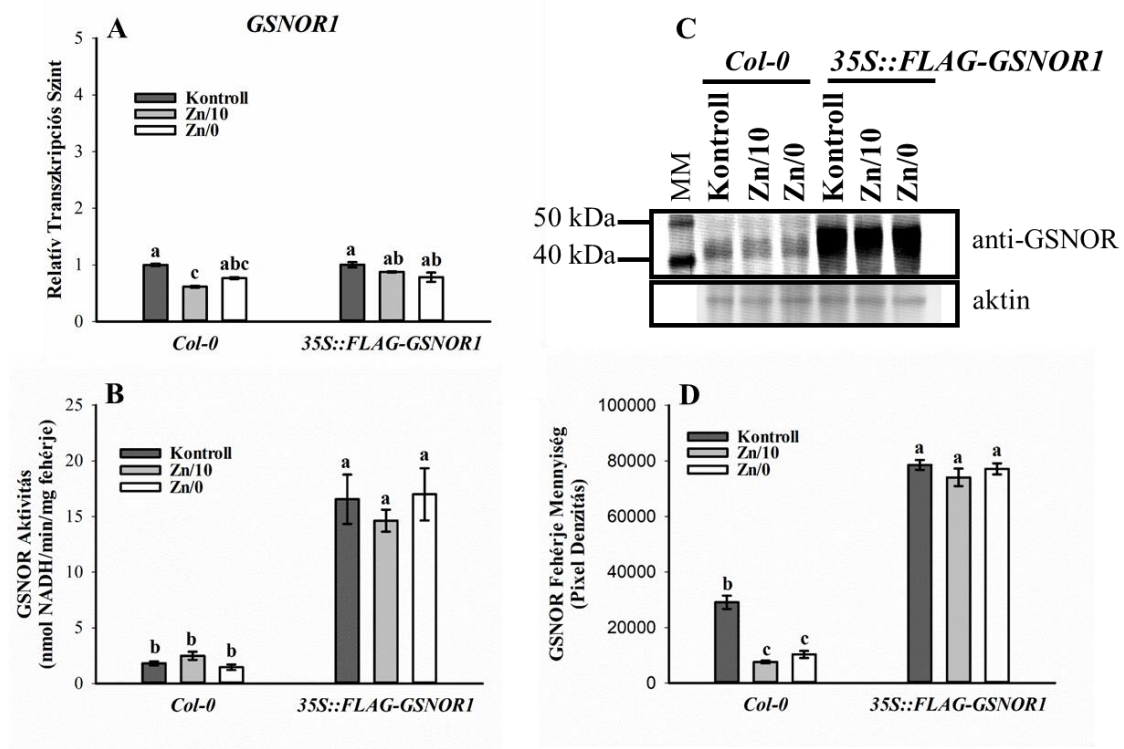 A
GSNOR1
Relatív Transzkripciós Szint
5
4
3
2
1
0
Kontroll
Zn/10
Zn/0
a
c
abc
a
ab
ab
Col-0
35S::FLAG-GSNOR1
B
GSNOR Aktivitás
(nmol NADH/min/mg fehérje)
25
20
15
10
5
0
Kontroll
Zn/10
Zn/0
b
b
b
a
a
a
Col-0
35S::FLAG-GSNOR1
C
Col-0
35S::FLAG-GSNOR1
MM
Kontroll
Zn/10
Zn/0
Kontroll
Zn/10
Zn/0
50 kDa
40 kDa
anti-GSNOR
aktin
D
GSNOR Fehérje Mennyiség
(Pixel Denzitás)
100000
80000
60000
40000
20000
0
Kontroll
Zn/10
Zn/0
b
c
c
a
a
a
Col-0
35S::FLAG-GSNOR1